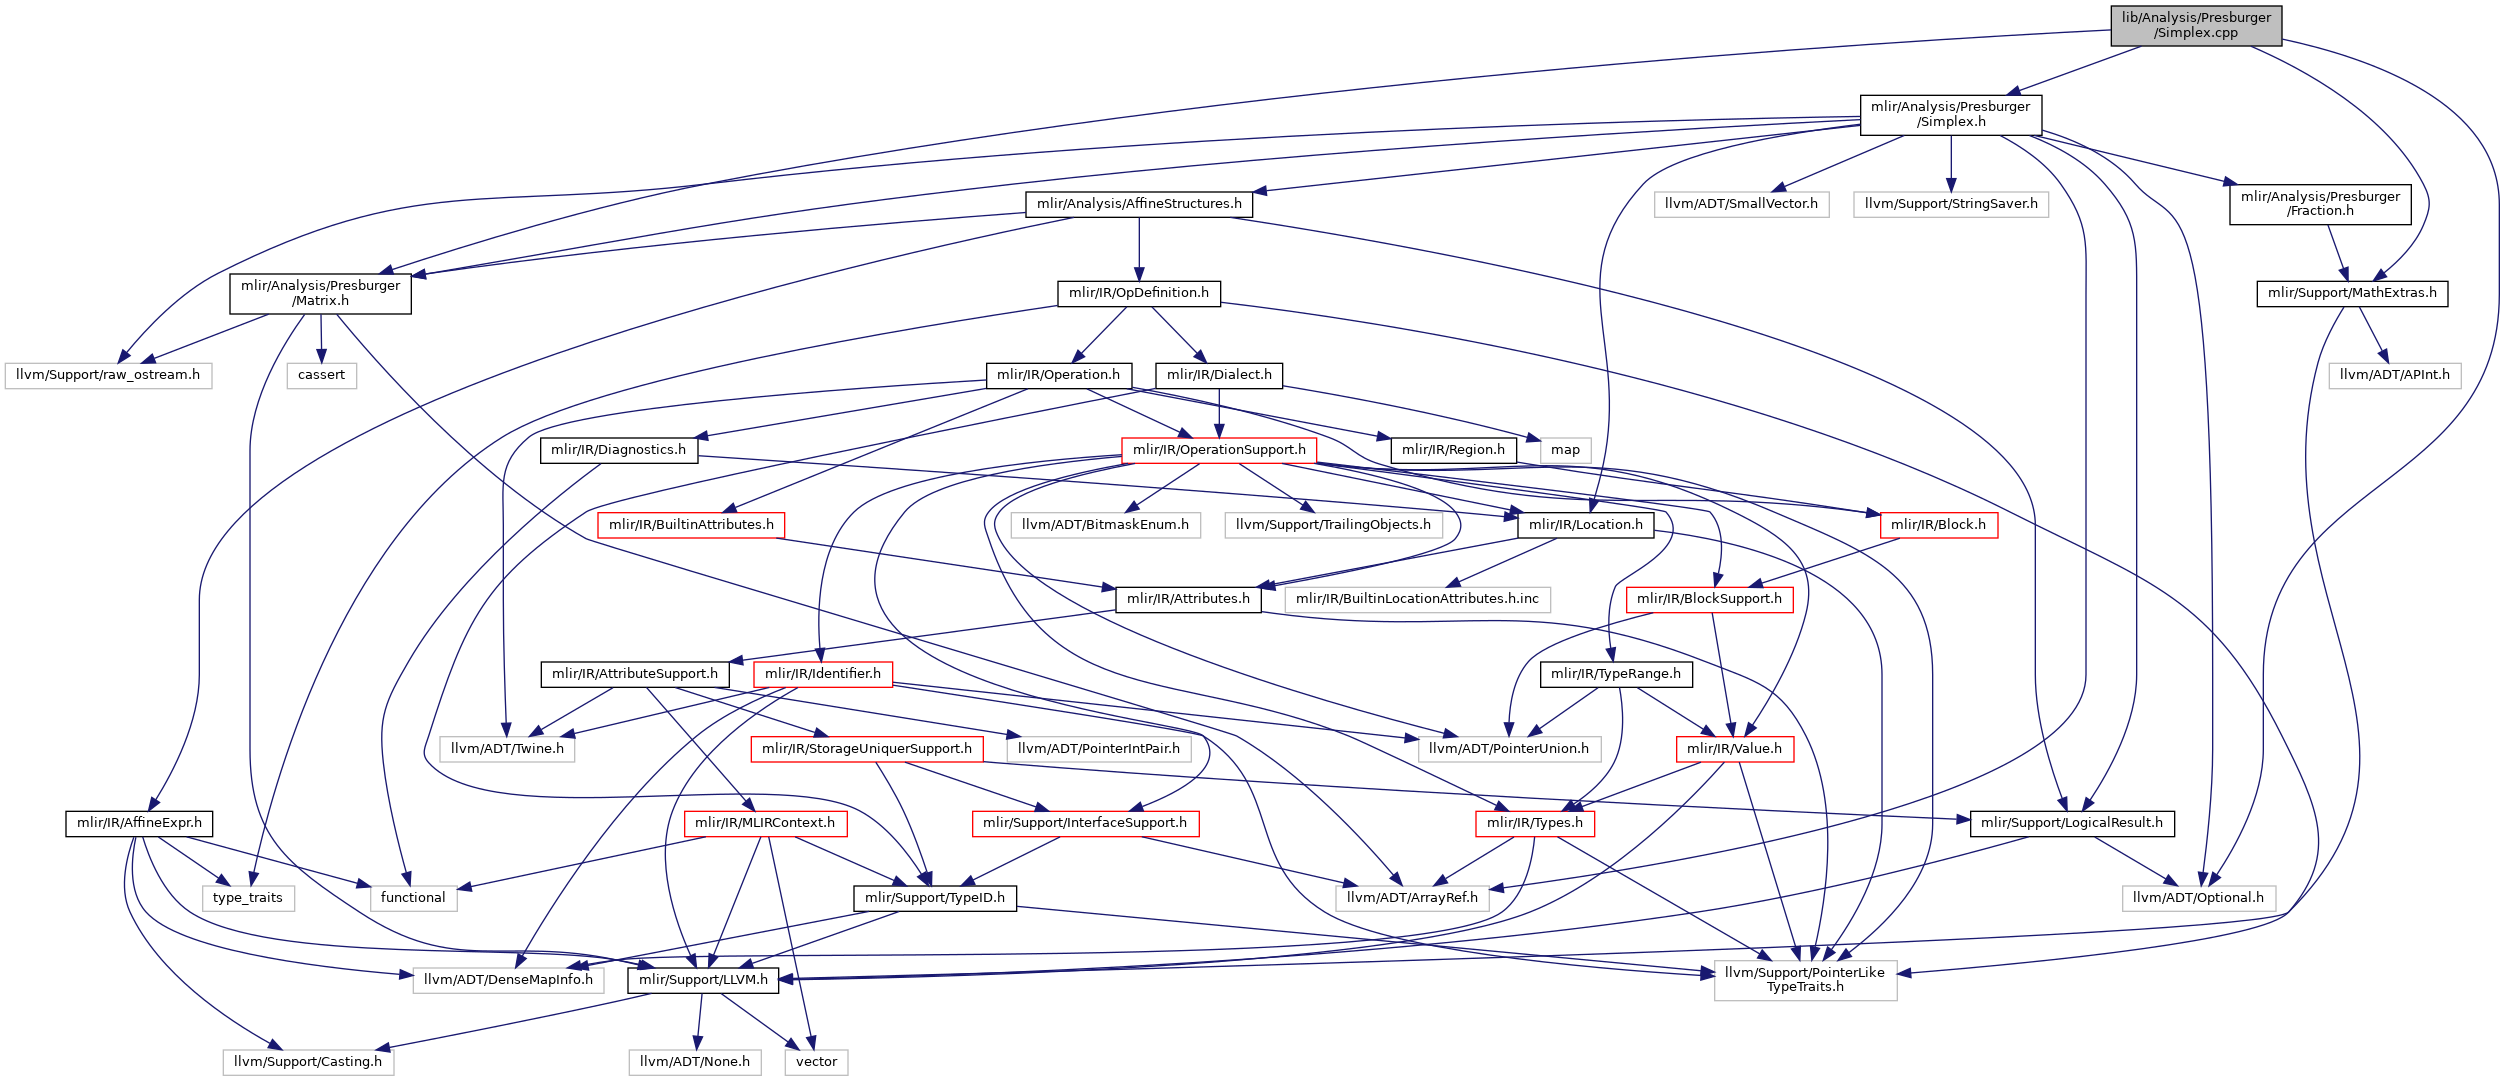 lib/Analysis/Presburger
/Simplex.cpp
mlir/Analysis/Presburger
/Simplex.h
mlir/Analysis/AffineStructures.h
llvm/ADT/SmallVector.h
llvm/Support/StringSaver.h
mlir/Analysis/Presburger
/Fraction.h
mlir/Analysis/Presburger
/Matrix.h
mlir/IR/OpDefinition.h
mlir/Support/MathExtras.h
llvm/Support/raw_ostream.h
cassert
mlir/IR/Operation.h
mlir/IR/Dialect.h
llvm/ADT/APInt.h
mlir/IR/Diagnostics.h
mlir/IR/OperationSupport.h
mlir/IR/Region.h
map
mlir/IR/BuiltinAttributes.h
llvm/ADT/BitmaskEnum.h
llvm/Support/TrailingObjects.h
mlir/IR/Location.h
mlir/IR/Block.h
mlir/IR/Attributes.h
mlir/IR/BuiltinLocationAttributes.h.inc
mlir/IR/BlockSupport.h
mlir/IR/AttributeSupport.h
mlir/IR/Identifier.h
mlir/IR/TypeRange.h
llvm/ADT/Twine.h
mlir/IR/StorageUniquerSupport.h
llvm/ADT/PointerIntPair.h
llvm/ADT/PointerUnion.h
mlir/IR/Value.h
mlir/IR/AffineExpr.h
mlir/IR/MLIRContext.h
mlir/Support/InterfaceSupport.h
mlir/IR/Types.h
mlir/Support/LogicalResult.h
type_traits
functional
mlir/Support/TypeID.h
llvm/ADT/ArrayRef.h
llvm/ADT/Optional.h
llvm/ADT/DenseMapInfo.h
mlir/Support/LLVM.h
llvm/Support/PointerLike
TypeTraits.h
llvm/Support/Casting.h
llvm/ADT/None.h
vector